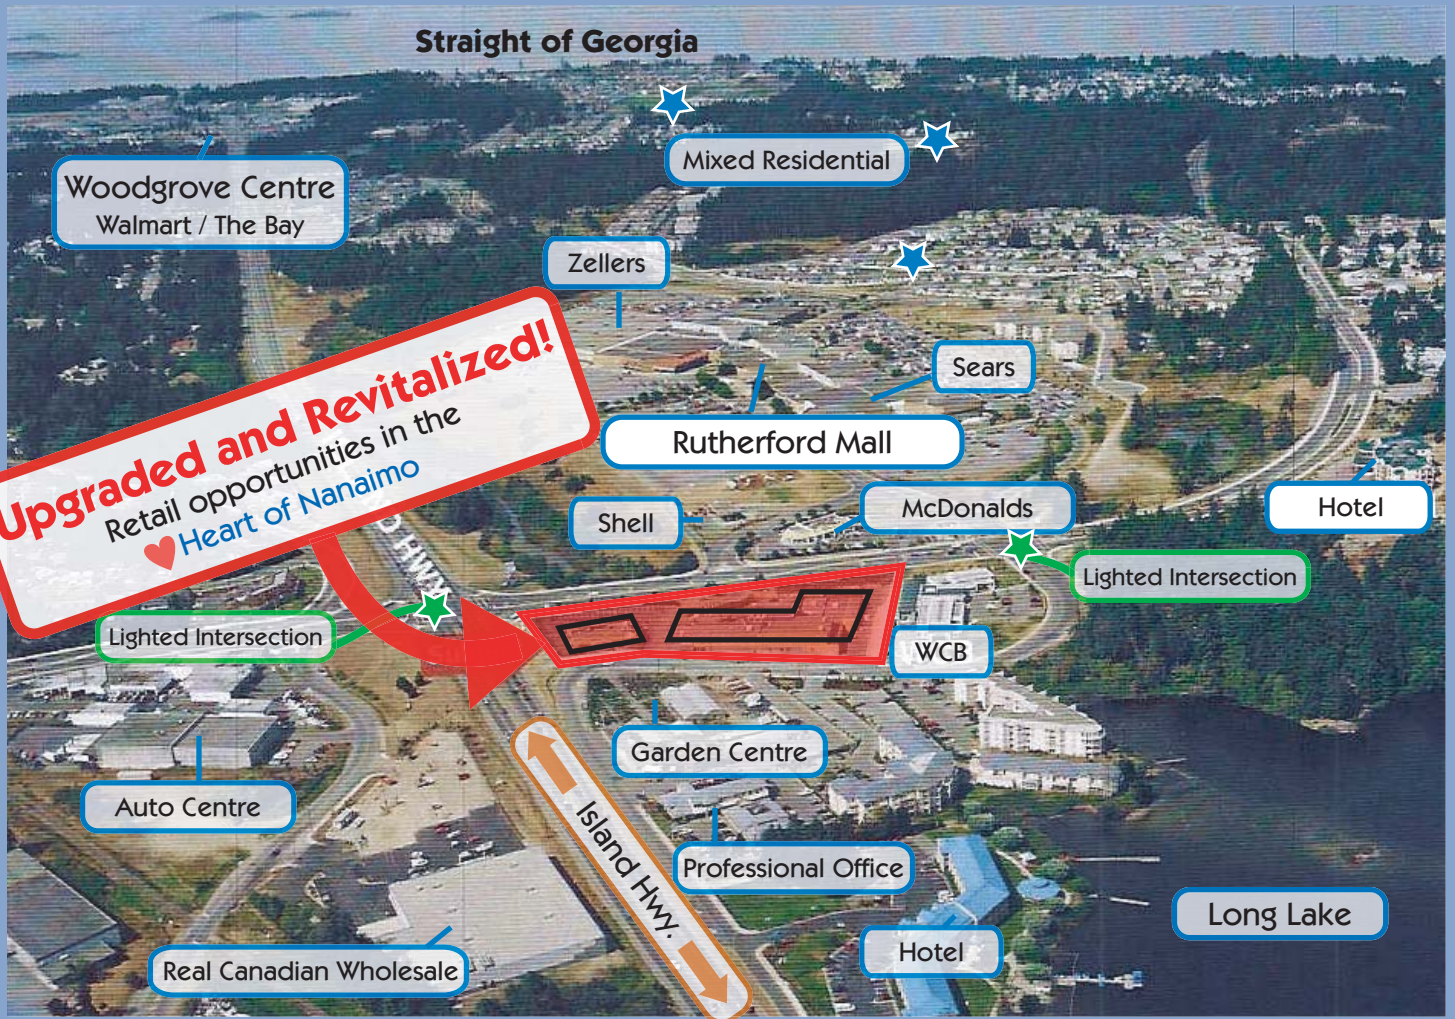 Straight of Georgia
Mixed Residential
Woodgrove Centre
Walmart / The Bay
Zellers
Sears
Upgraded and Revitalized!
Retail opportunities in the
Heart of Nanaimo
Rutherford Mall
Hotel
McDonalds
Shell
HWY.
Lighted Intersection
Lighted Intersection
WCB
Garden Centre
Auto Centre
Island Hwy.
Professional Office
Long Lake
Hotel
Real Canadian Wholesale